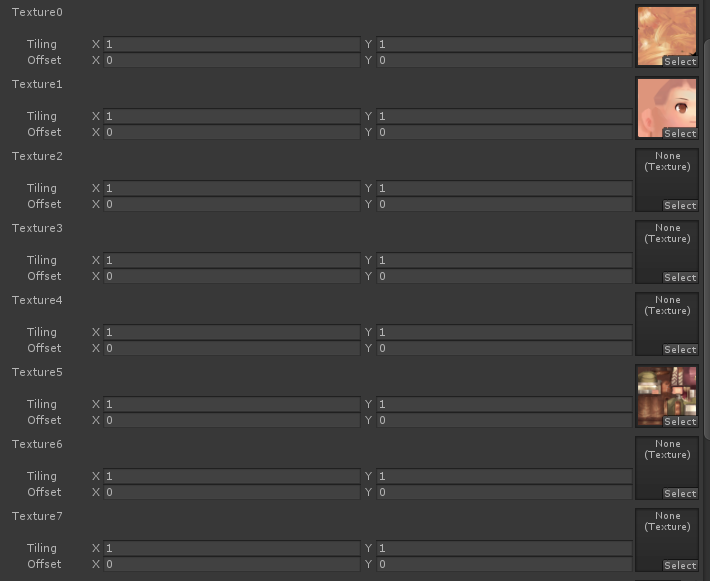 Texture0
Tiling X 1 Y 1
Offset X 0 Y 0
Select
Texture1
Tiling X 1 Y 1
Offset X 0 Y 0
Select
Texture2
None
(Texture)
Tiling X 1 Y 1
Offset X 0 Y 0
Select
Texture3
None
(Texture)
Tiling X 1 Y 1
Offset X 0 Y 0
Select
Texture4
None
(Texture)
Tiling X 1 Y 1
Offset X 0 Y 0
Select
Texture5
Tiling X 1 Y 1
Offset X 0 Y 0
Select
Texture6
None
(Texture)
Tiling X 1 Y 1
Offset X 0 Y 0
Select
Texture7
None
(Texture)
Tiling X 1 Y 1
Offset X 0 Y 0
Select